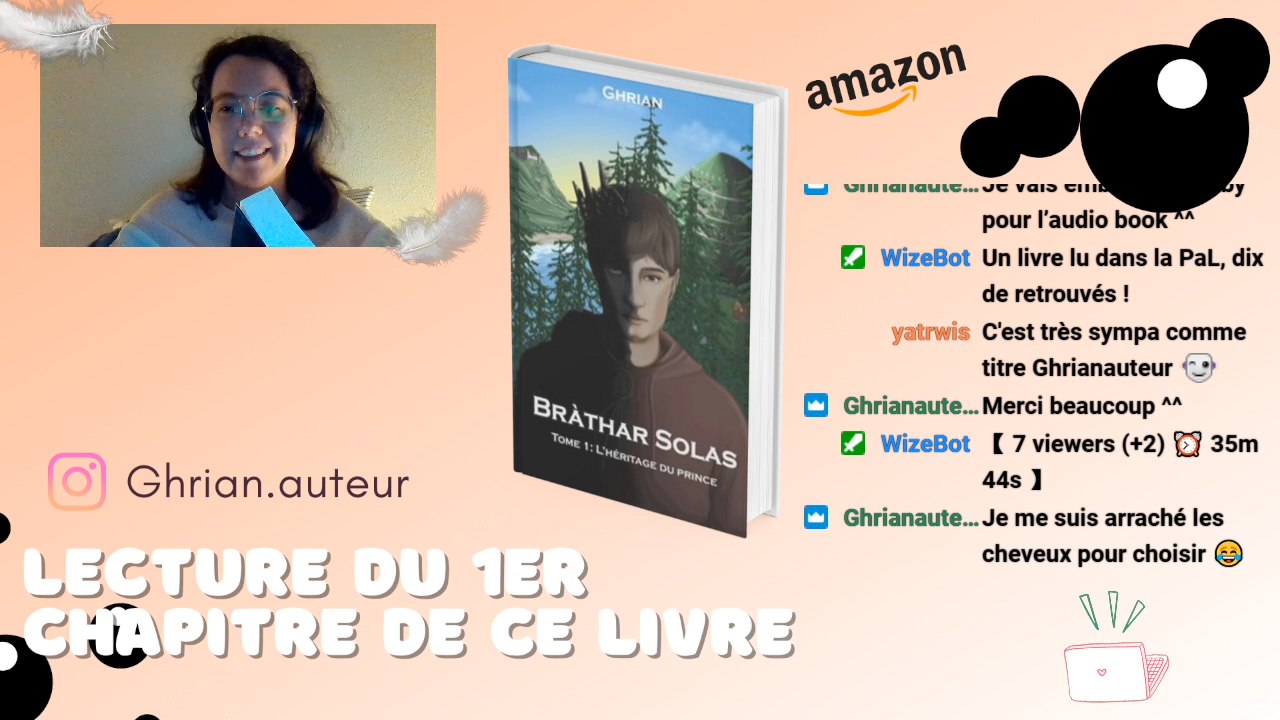 GHRIAN
BRÀTHAR SOLAS
TOME 1: L'HÉRITAGE DU PRINCE
amazon
Ghrianaute... Je vais
pour l'audio book ^^
WizeBot Un livre lu dans la PaL, dix
de retrouvés !
yatrwis C'est très sympa comme
titre Ghrianauteur
Ghrianaute... Merci beaucoup ^^
WizeBot 【 7 viewers (+2) ⏰ 35m
44s 】
Ghrianaute... Je me suis arraché les
cheveux pour choisir 😂
Ghrian.auteur
LECTURE DU 1ER
CHAPITRE DE CE LIVRE